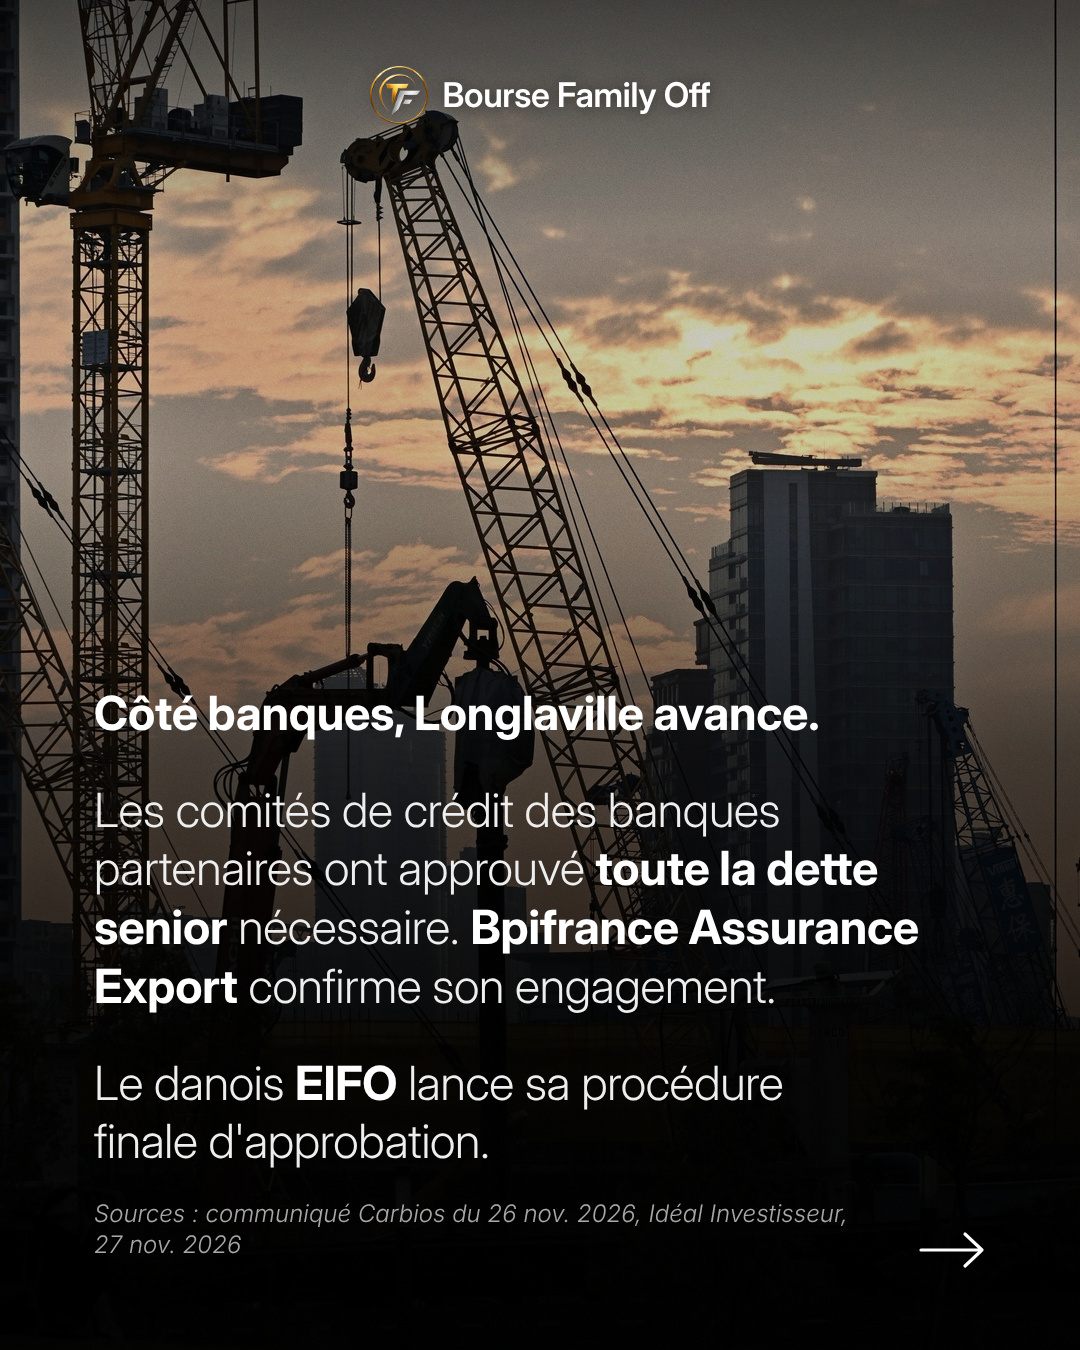 Bourse Family Off
Côté banques, Longlaville avance.
Les comités de crédit des banques
partenaires ont approuvé toute la dette
senior nécessaire. Bpifrance Assurance
Export confirme son engagement.
Le danois EIFO lance sa procédure
finale d'approbation.
Sources : communiqué Carbios du 26 nov. 2026, Idéal Investisseur,
27 nov. 2026